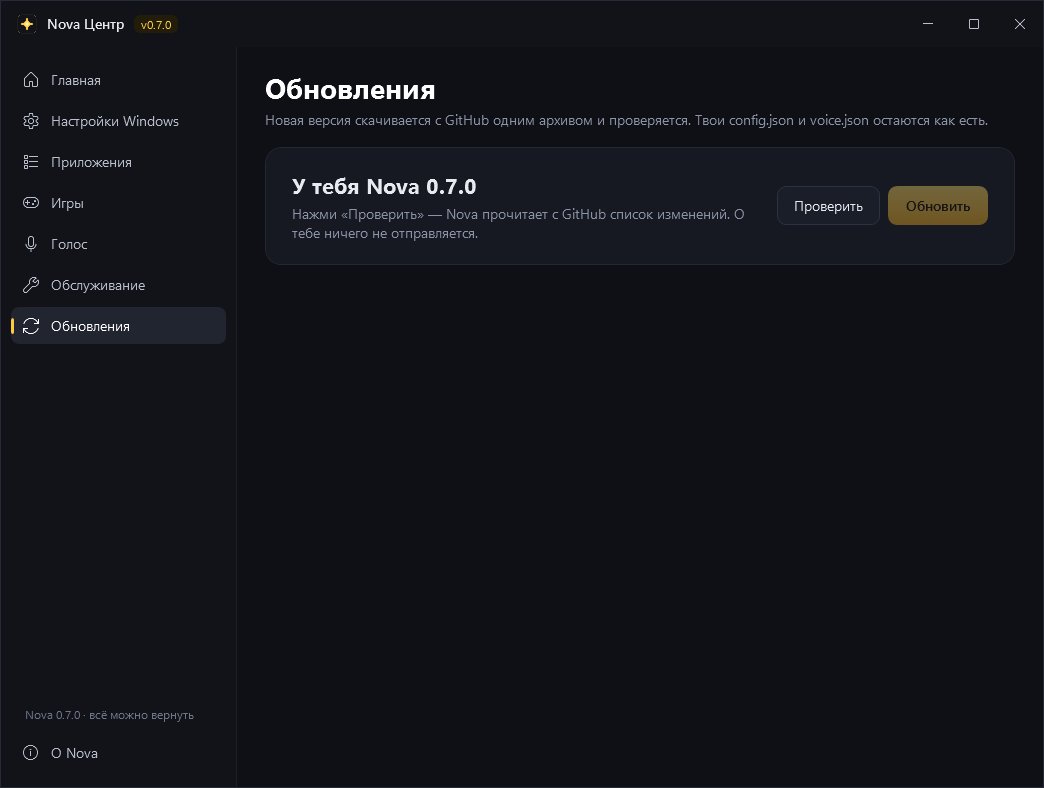 Nova Центр v0.7.0
Главная
Настройки Windows
Приложения
Игры
Голос
Обслуживание
Обновления
Nova 0.7.0 · всё можно вернуть
О Nova
Обновления
Новая версия скачивается с GitHub одним архивом и проверяется. Твои config.json и voice.json остаются как есть.
У тебя Nova 0.7.0
Нажми «Проверить» — Nova прочитает с GitHub список изменений. О
тебе ничего не отправляется.
Проверить
Обновить